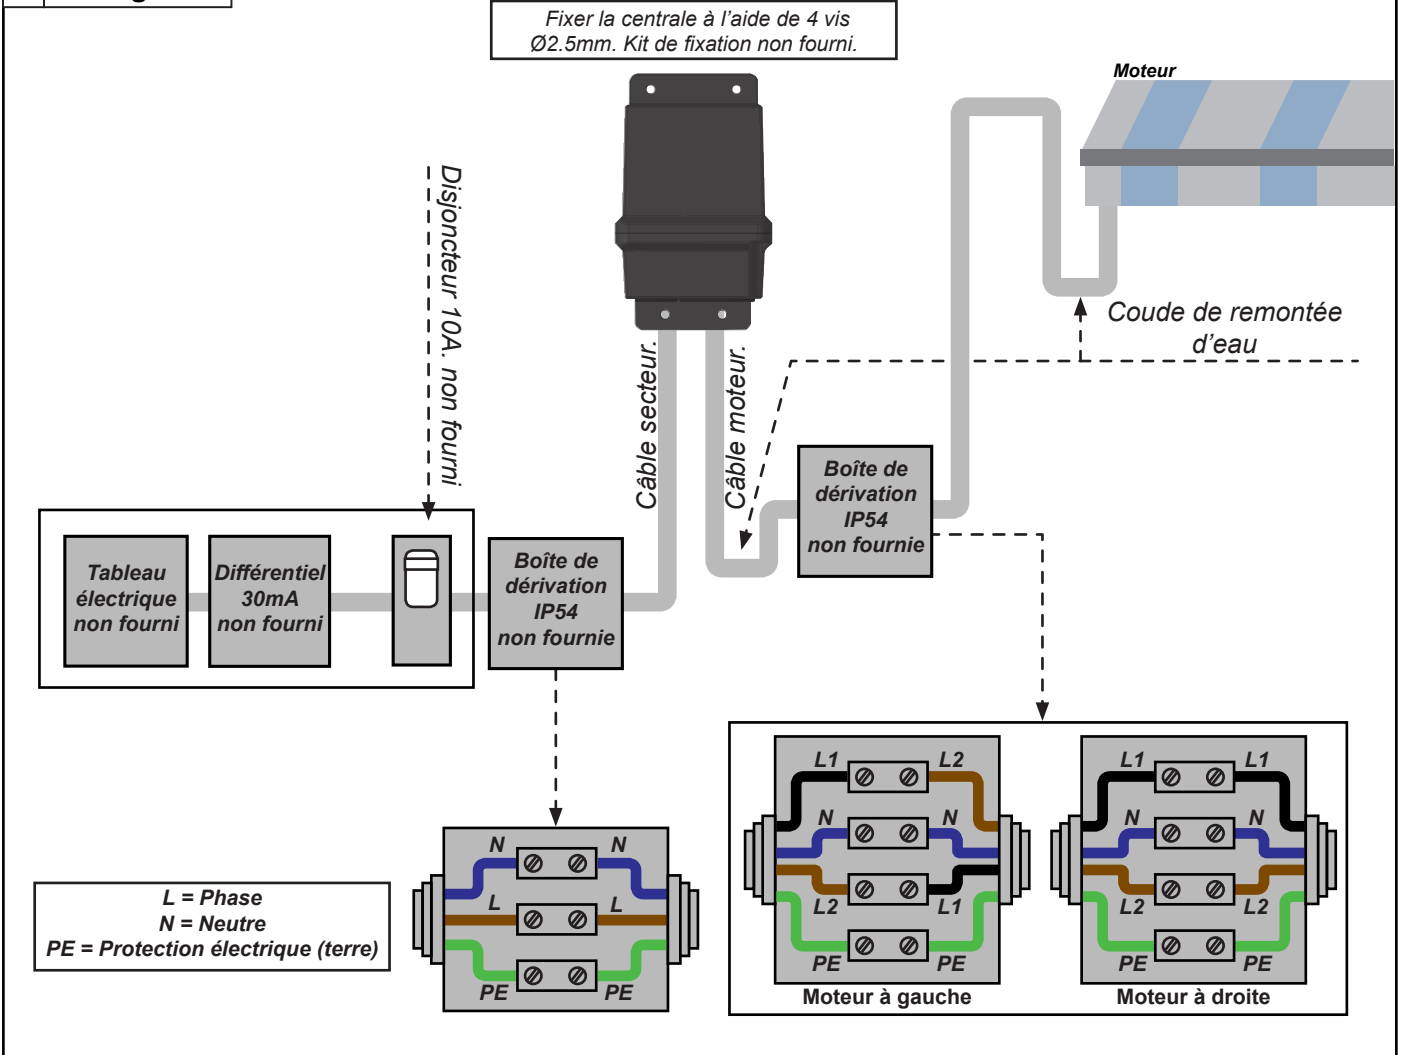 Fixer la centrale à l'aide de 4 vis
Ø2.5mm. Kit de fixation non fourni.
Moteur
Disjoncteur 10A. non fourni
Coude de remontée
d'eau
Câble secteur.
Câble moteur.
Boîte de
dérivation
IP54
non fournie
Tableau
électrique
non fourni
Différentiel
30mA
non fourni
Boîte de
dérivation
IP54
non fournie
L = Phase
N = Neutre
PE = Protection électrique (terre)
N N
L L
PE PE
L1 L2
N N
L2 L1
PE PE
Moteur à gauche
L1 L1
N N
L2 L2
PE PE
Moteur à droite